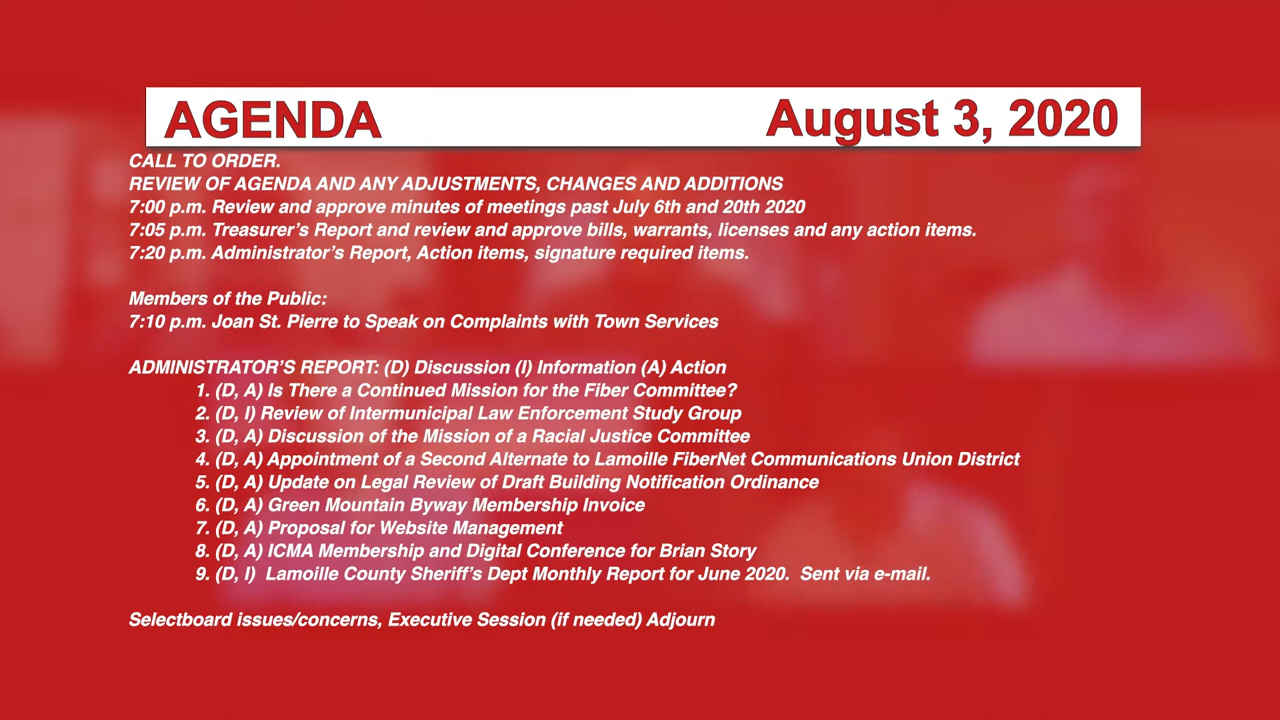 AGENDA August 3, 2020
CALL TO ORDER.
REVIEW OF AGENDA AND ANY ADJUSTMENTS, CHANGES AND ADDITIONS
7:00 p.m. Review and approve minutes of meetings past July 6th and 20th 2020
7:05 p.m. Treasurer's Report and review and approve bills, warrants, licenses and any action items.
7:20 p.m. Administrator's Report, Action items, signature required items.
Members of the Public:
7:10 p.m. Joan St. Pierre to Speak on Complaints with Town Services
ADMINISTRATOR'S REPORT: (D) Discussion (I) Information (A) Action
1. (D, A) Is There a Continued Mission for the Fiber Committee?
2. (D, I) Review of Intermunicipal Law Enforcement Study Group
3. (D, A) Discussion of the Mission of a Racial Justice Committee
4. (D, A) Appointment of a Second Alternate to Lamoille FiberNet Communications Union District
5. (D, A) Update on Legal Review of Draft Building Notification Ordinance
6. (D, A) Green Mountain Byway Membership Invoice
7. (D, A) Proposal for Website Management
8. (D, A) ICMA Membership and Digital Conference for Brian Story
9. (D, I)  Lamoille County Sheriff's Dept Monthly Report for June 2020.  Sent via e-mail.
Selectboard issues/concerns, Executive Session (if needed) Adjourn